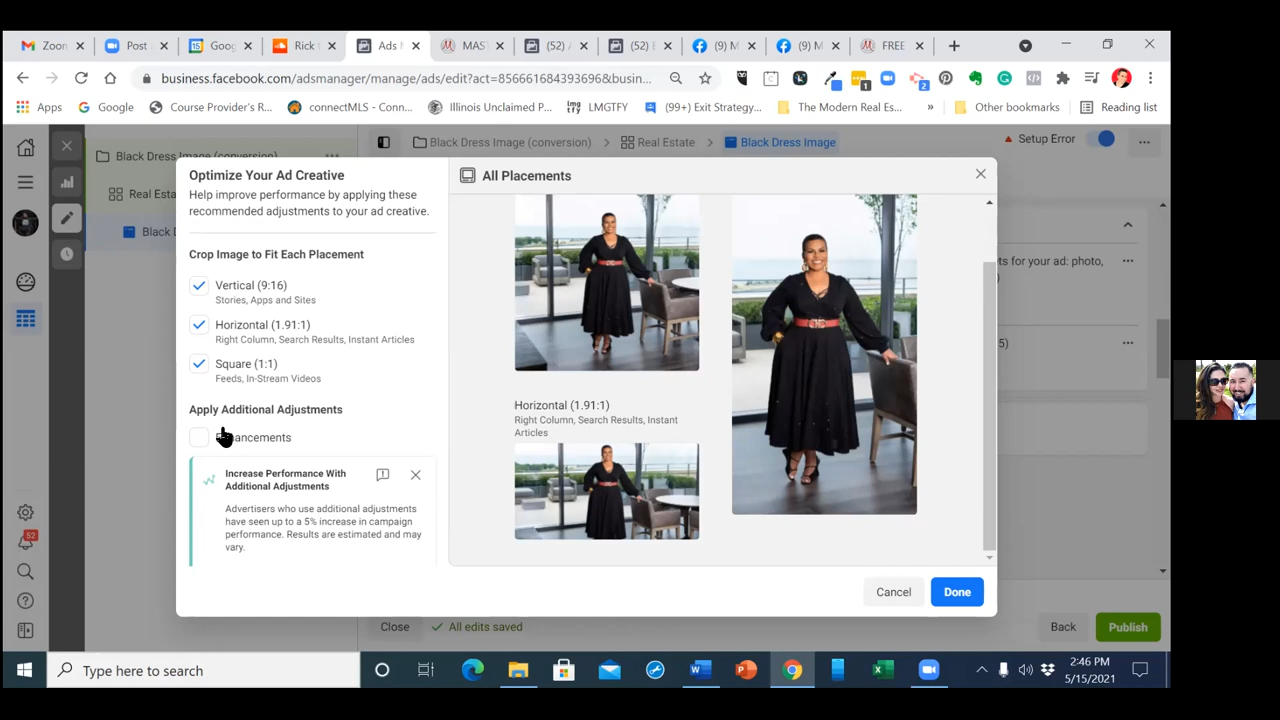 Zoon
Post
Goog
Rick
Ads
MAS
(52)
(52)
(9) M
(9) M
FREE
business.facebook.com/adsmanager/manage/ads/edit?act=856661684393696&busin...
Apps
Google
Course Provider's R...
connectMLS - Conn...
Illinois Unclaimed P...
LMGTFY
(99+) Exit Strategy...
The Modern Real Es...
»
Other bookmarks
Reading list
Black Dress Image (conversion)
Real Esta
Black D
Black Dress Image (conversion)
Real Estate
Black Dress Image
Setup Error
Optimize Your Ad Creative
Help improve performance by applying these
recommended adjustments to your ad creative.
Crop Image to Fit Each Placement
Vertical (9:16)
Stories, Apps and Sites
Horizontal (1.91:1)
Right Column, Search Results, Instant Articles
Square (1:1)
Feeds, In-Stream Videos
Apply Additional Adjustments
hancements
Increase Performance With
Additional Adjustments
Advertisers who use additional adjustments
have seen up to a 5% increase in campaign
performance. Results are estimated and may
vary.
All Placements
Horizontal (1.91:1)
Right Column, Search Results, Instant
Articles
ts for your ad: photo,
5)
Cancel
Done
Close
All edits saved
Back
Publish
52
Type here to search
2:46 PM
5/15/2021